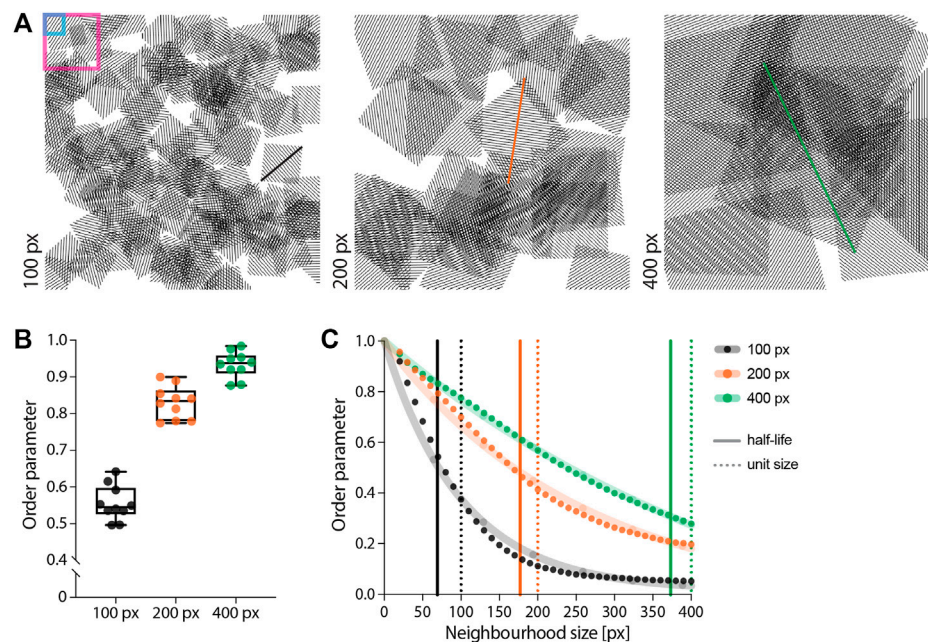 A
100 px
200 px
400 px
B
Order parameter
1.0
0.9
0.8
0.7
0.6
0.5
0.4
0
100 px 200 px 400 px
C
Order parameter
1.0
0.8
0.6
0.4
0.2
0.0
0 50 100 150 200 250 300 350 400
Neighbourhood size [px]
100 px
200 px
400 px
half-life
unit size